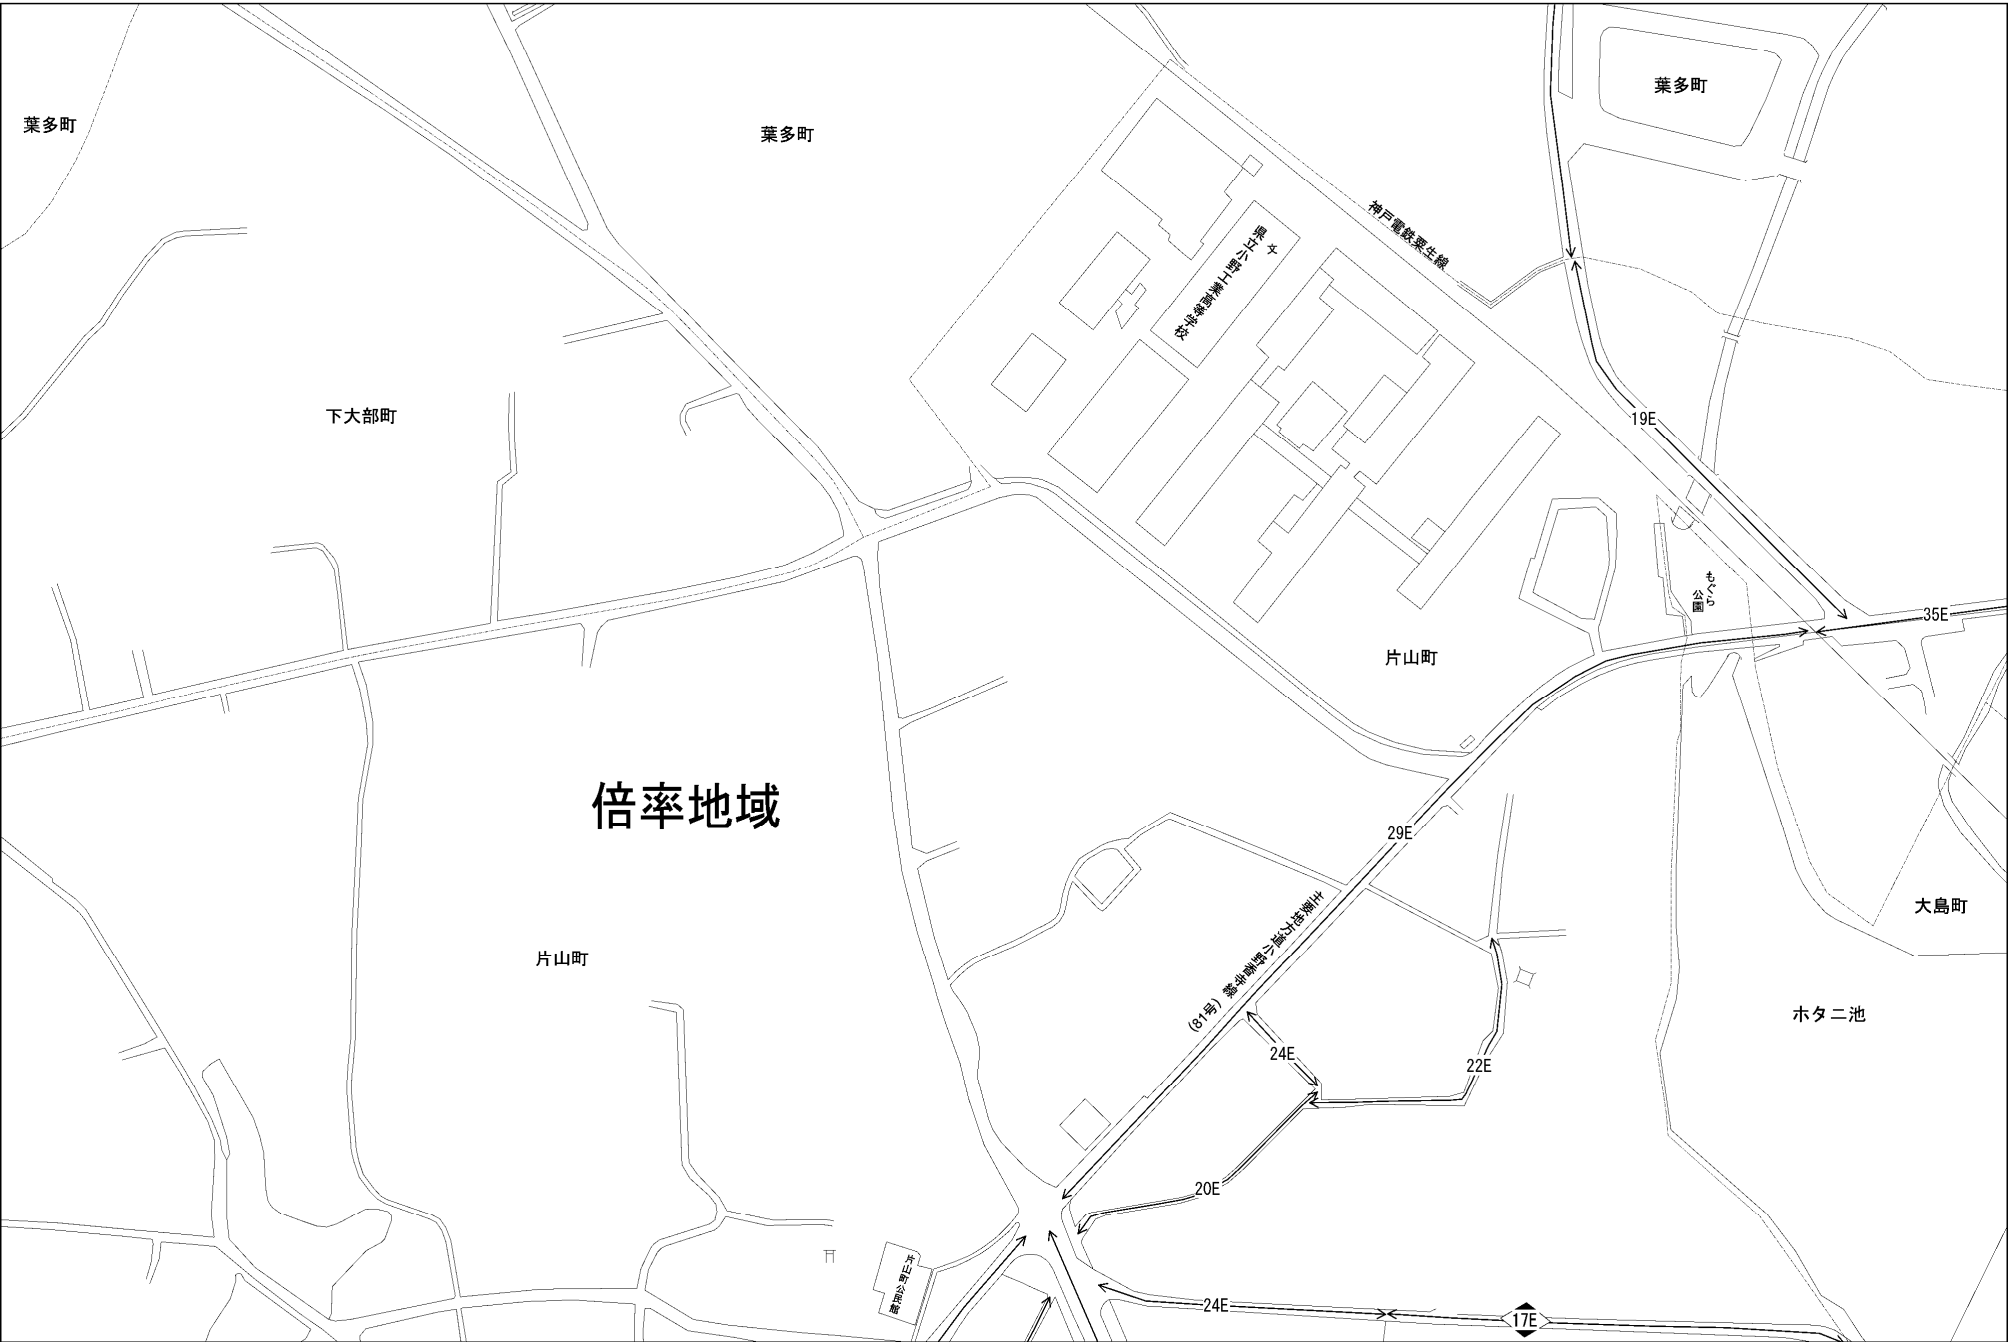 葉多町
葉多町
葉多町
神戸電鉄粟生線
県立小野工業高等学校
下大部町
19E
もぐら
公園
35E
片山町
倍率地域
29E
主要地方道小野香寺線
(81号)
大島町
片山町
ホタニ池
24E
22E
20E
片山町公民館
24E
17E